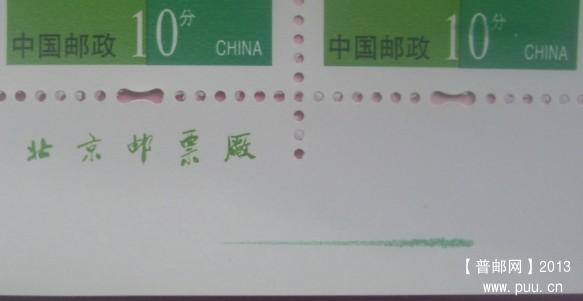 中国邮政 10分 CHINA
中国邮政 10分 CHINA
北京邮票厰
【普邮网】2013
www.puu.cn